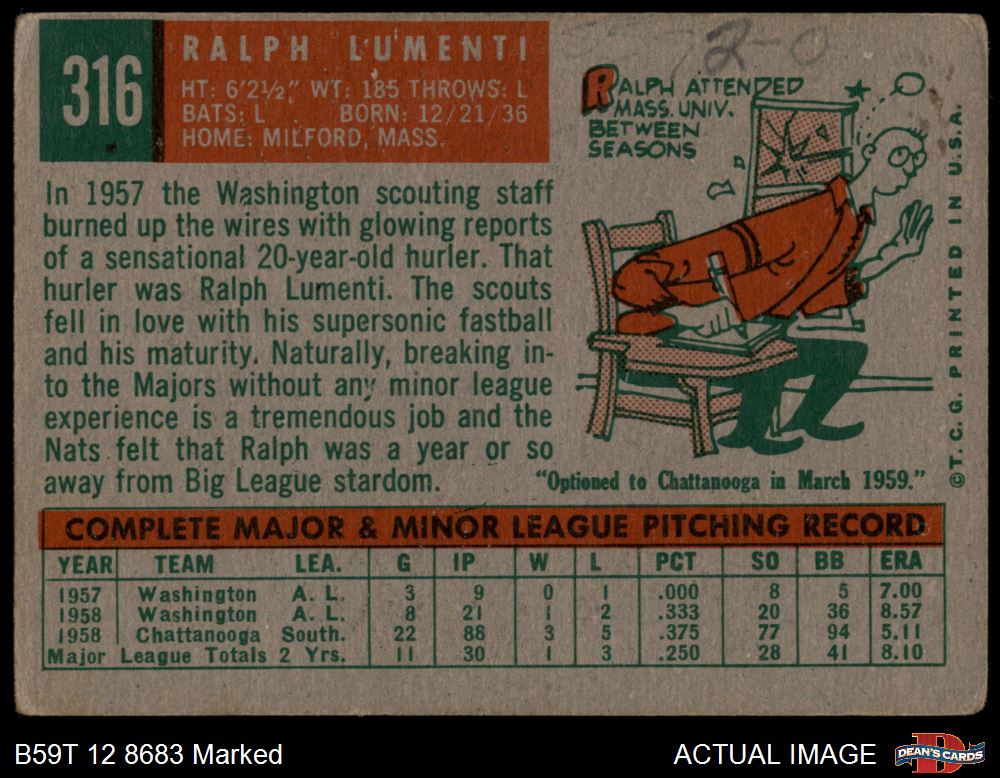 316
RALPH LUMENTI
HT: 6'2½," WT: 185 THROWS: L
BATS: L BORN: 12/21/36
HOME: MILFORD, MASS.
2-0
RALPH ATTENDED
MASS. UNIV.
BETWEEN
SEASONS
In 1957 the Washington scouting staff
burned up the wires with glowing reports
of a sensational 20-year-old hurler. That
hurler was Ralph Lumenti. The scouts
fell in love with his supersonic fastball
and his maturity. Naturally, breaking in-
to the Majors without any minor league
experience is a tremendous job and the
Nats felt that Ralph was a year or so
away from Big League stardom.
"Optioned to Chattanooga in March 1959."
© T. C. G. PRINTED IN U.S.A.
COMPLETE MAJOR & MINOR LEAGUE PITCHING RECORD
YEAR TEAM LEA. G IP W L PCT SO BB ERA
1957 Washington A. L. 3 9 0 1 .000 8 5 7.00
1958 Washington A. L. 8 21 1 2 .333 20 36 8.57
1958 Chattanooga South. 22 88 3 5 .375 77 94 5.11
Major League Totals 2 Yrs. 11 30 1 3 .250 28 41 8.10
B59T 12 8683 Marked
ACTUAL IMAGE
DEAN'S CARDS